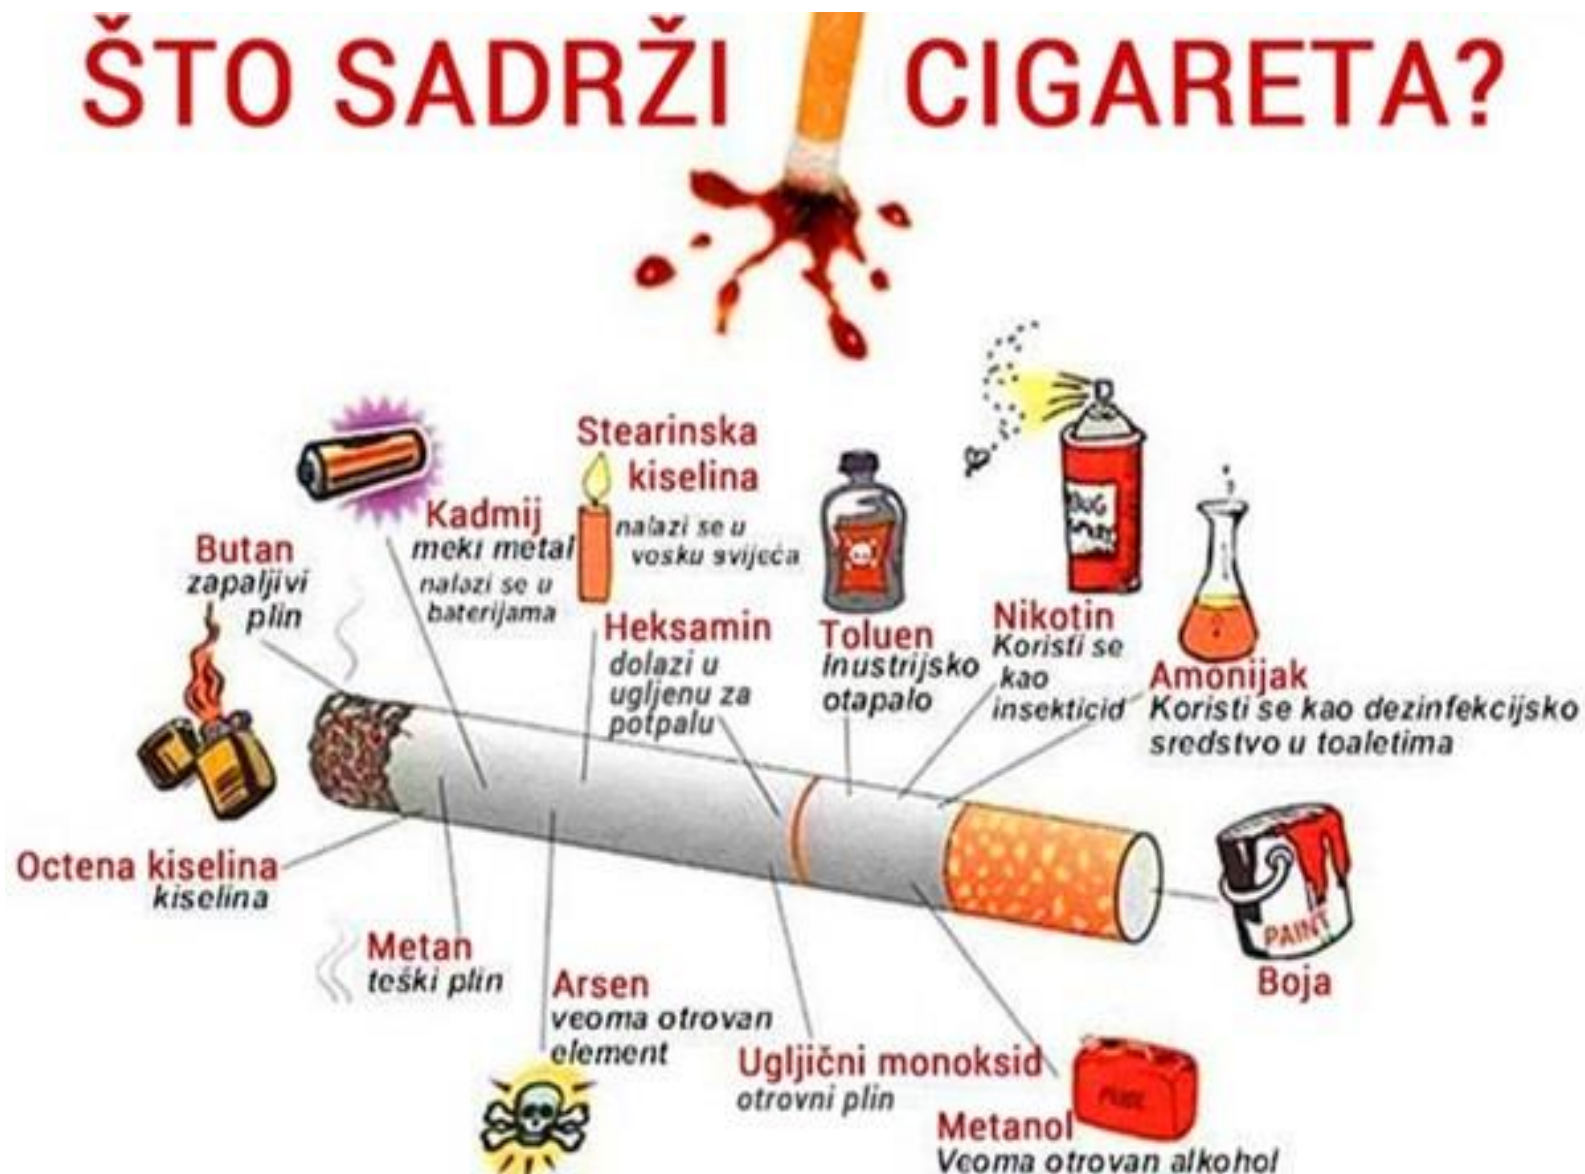 ŠTO SADRŽI CIGARETA?
Stearinska
kiselina
nalazi se u
vosku svijeća
Kadmij
meki metal
nalazi se u
baterijama
Butan
zapaljivi
plin
Heksamin
dolazi u
ugljenu za
potpalu
Toluen
Inustrijsko
otapalo
Nikotin
Koristi se
kao
insekticid
Amonijak
Koristi se kao dezinfekcijsko
sredstvo u toaletima
Octena kiselina
kiselina
Metan
teški plin
Arsen
veoma otrovan
element
Ugljični monoksid
otrovni plin
Metanol
Veoma otrovan alkohol
PAINT
Boja